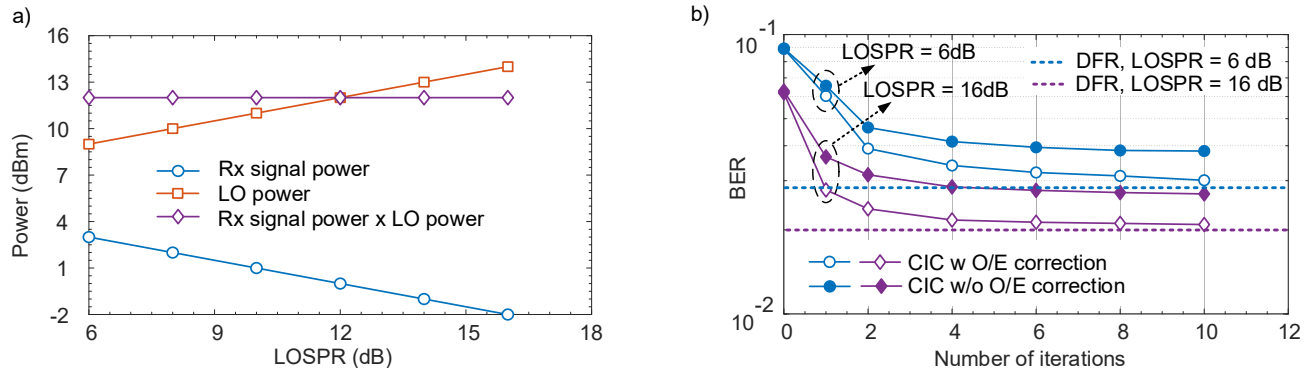 a)
16
13
10
7
4
1
-2
Power (dBm)
Rx signal power
LO power
Rx signal power x LO power
6
9
12
15
18
LOSPR (dB)
b)
10-1
10-2
BER
LOSPR = 6dB
LOSPR = 16dB
DFR, LOSPR = 6 dB
DFR, LOSPR = 16 dB
CIC w O/E correction
CIC w/o O/E correction
0
2
4
6
8
10
12
Number of iterations